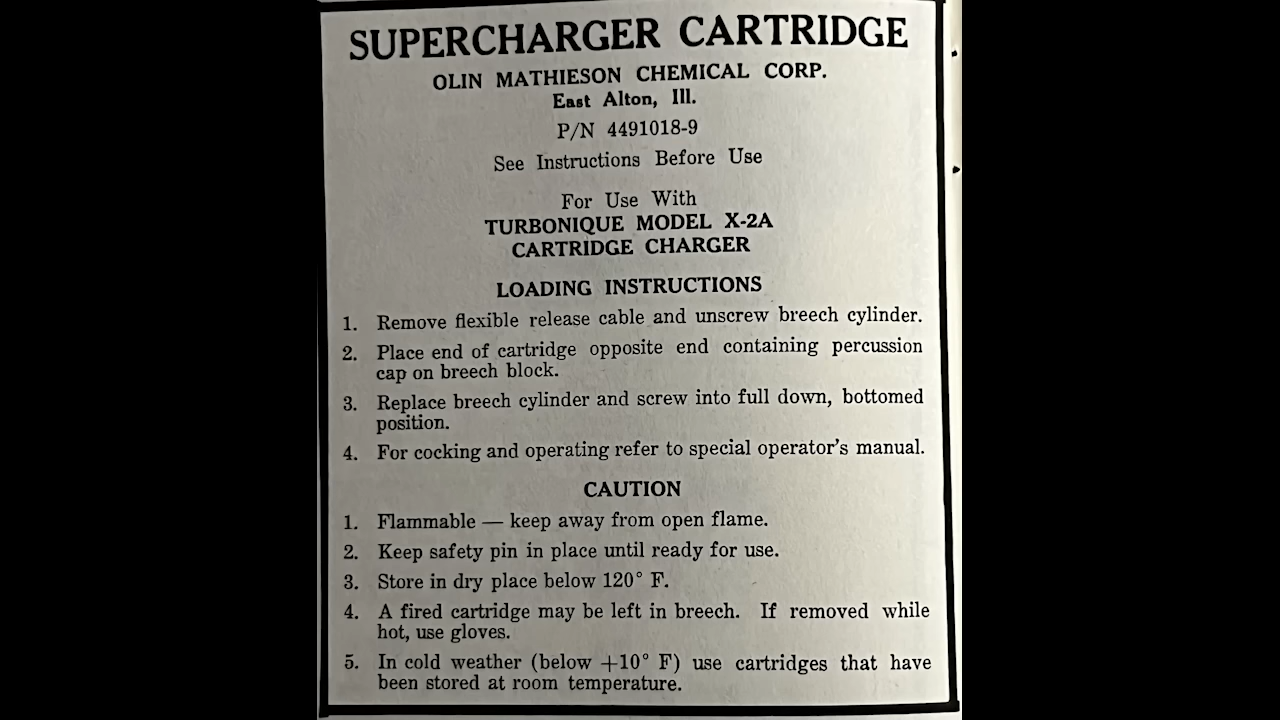 SUPERCHARGER CARTRIDGE
OLIN MATHIESON CHEMICAL CORP.
East Alton, Ill.
P/N 4491018-9
See Instructions Before Use
For Use With
TURBONIQUE MODEL X-2A
CARTRIDGE CHARGER
LOADING INSTRUCTIONS
1. Remove flexible release cable and unscrew breech cylinder.
2. Place end of cartridge opposite end containing percussion
cap on breech block.
3. Replace breech cylinder and screw into full down, bottomed
position.
4. For cocking and operating refer to special operator's manual.
CAUTION
1. Flammable — keep away from open flame.
2. Keep safety pin in place until ready for use.
3. Store in dry place below 120° F.
4. A fired cartridge may be left in breech. If removed while
hot, use gloves.
5. In cold weather (below +10° F) use cartridges that have
been stored at room temperature.